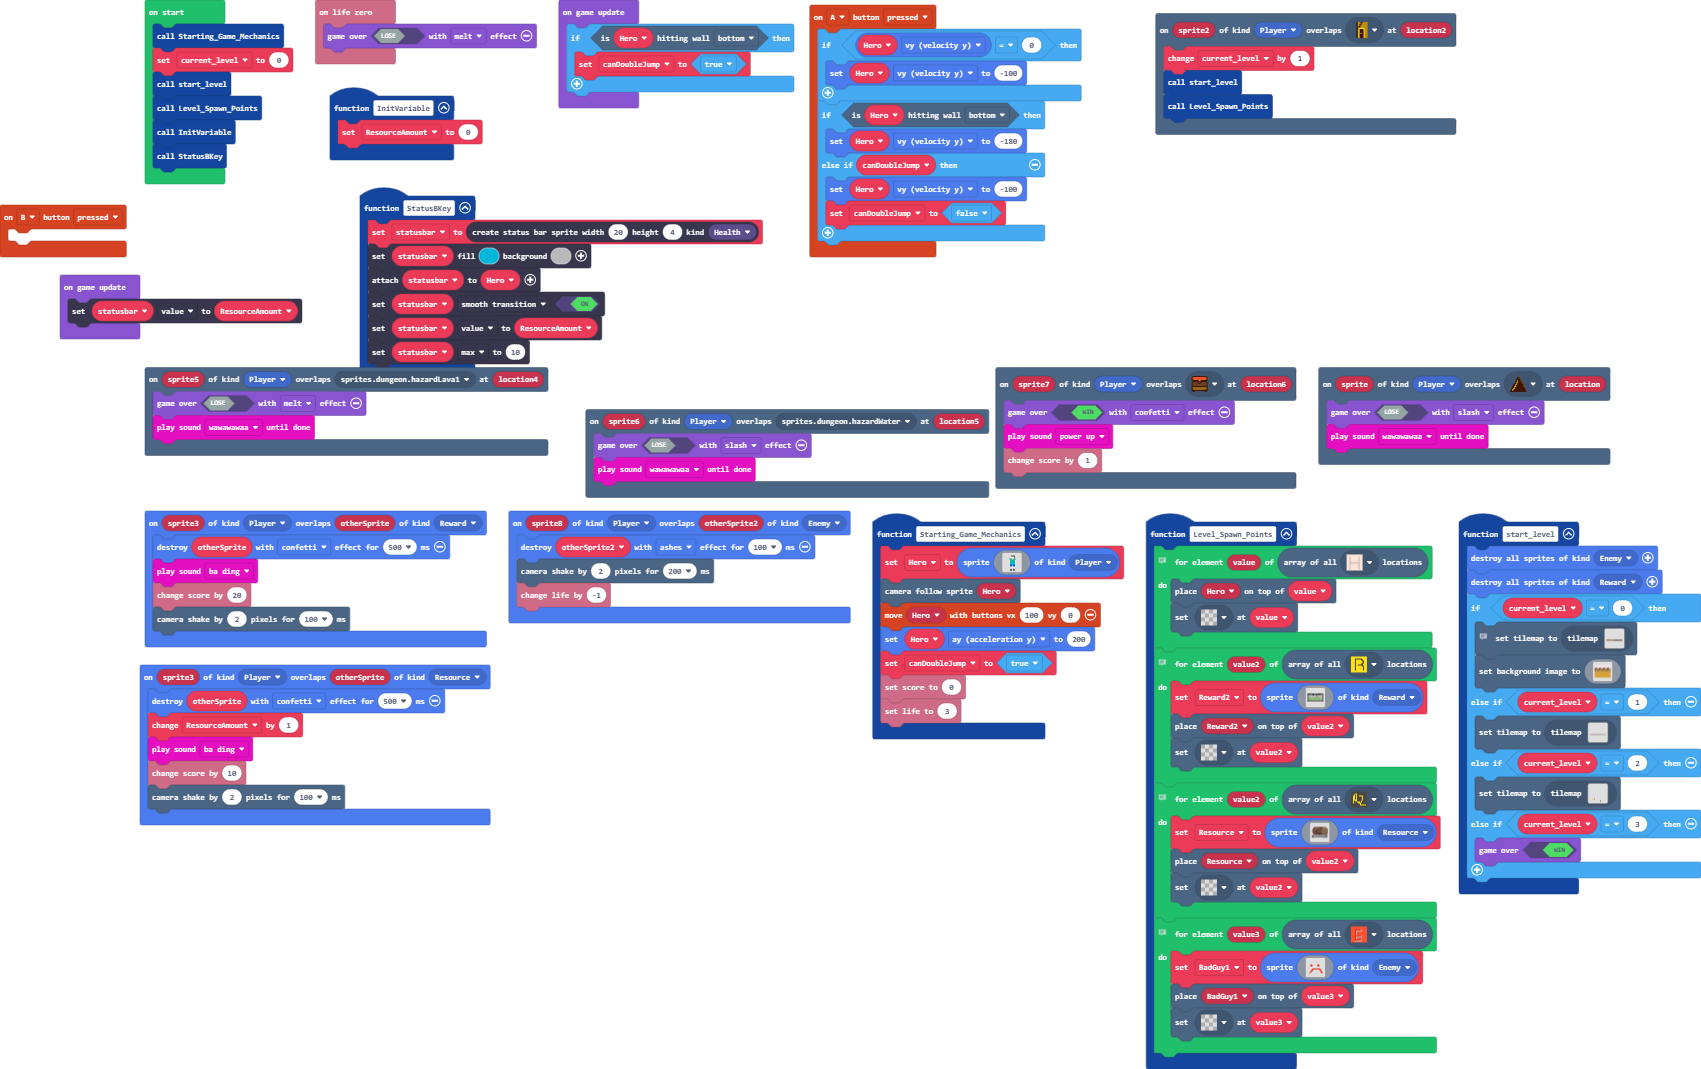 on start
call Starting_Game_Mechanics
set current_level to 0
call start_level
call Level_Spawn_Points
call InitVariable
call StatusBKey
on life zero
game over LOSE with melt effect
function InitVariable
set ResourceAmount to 0
on game update
if is Hero hitting wall bottom then
set canDoubleJump to true
on A button pressed
if Hero vy (velocity y) = 0 then
set Hero vy (velocity y) to -100
if is Hero hitting wall bottom then
set Hero vy (velocity y) to -180
else if canDoubleJump then
set Hero vy (velocity y) to -100
set canDoubleJump to false
on sprite2 of kind Player overlaps at location2
change current_level by 1
call start_level
call Level_Spawn_Points
on B button pressed
on game update
set statusbar value to ResourceAmount
function StatusBKey
set statusbar to create status bar sprite width 20 height 4 kind Health
set statusbar fill background
attach statusbar to Hero
set statusbar smooth transition ON
set statusbar value to ResourceAmount
set statusbar max to 10
on sprite5 of kind Player overlaps sprites.dungeon.hazardLava1 at location4
game over LOSE with melt effect
play sound wawawawaa until done
on sprite6 of kind Player overlaps sprites.dungeon.hazardWater at location5
game over LOSE with slash effect
play sound wawawawaa until done
on sprite7 of kind Player overlaps at location6
game over WIN with confetti effect
play sound power up
change score by 1
on sprite of kind Player overlaps at location
game over LOSE with slash effect
play sound wawawawaa until done
on sprite3 of kind Player overlaps otherSprite of kind Reward
destroy otherSprite with confetti effect for 500 ms
play sound ba ding
change score by 20
camera shake by 2 pixels for 100 ms
on sprite8 of kind Player overlaps otherSprite2 of kind Enemy
destroy otherSprite2 with ashes effect for 100 ms
camera shake by 2 pixels for 200 ms
change life by -1
on sprite3 of kind Player overlaps otherSprite of kind Resource
destroy otherSprite with confetti effect for 500 ms
change ResourceAmount by 1
play sound ba ding
change score by 10
camera shake by 2 pixels for 100 ms
function Starting_Game_Mechanics
set Hero to sprite of kind Player
camera follow sprite Hero
move Hero with buttons vx 100 vy 0
set Hero ay (acceleration y) to 200
set canDoubleJump to true
set score to 0
set life to 3
function Level_Spawn_Points
for element value of array of all H locations
do
place Hero on top of value
set at value
for element value2 of array of all R locations
do
set Reward2 to sprite of kind Reward
place Reward2 on top of value2
set at value2
for element value2 of array of all locations
do
set Resource to sprite of kind Resource
place Resource on top of value2
set at value2
for element value3 of array of all E locations
do
set BadGuy1 to sprite of kind Enemy
place BadGuy1 on top of value3
set at value3
function start_level
destroy all sprites of kind Enemy
destroy all sprites of kind Reward
if current_level = 0 then
set tilemap to tilemap
set background image to
else if current_level = 1 then
set tilemap to tilemap
else if current_level = 2 then
set tilemap to tilemap
else if current_level = 3 then
game over WIN